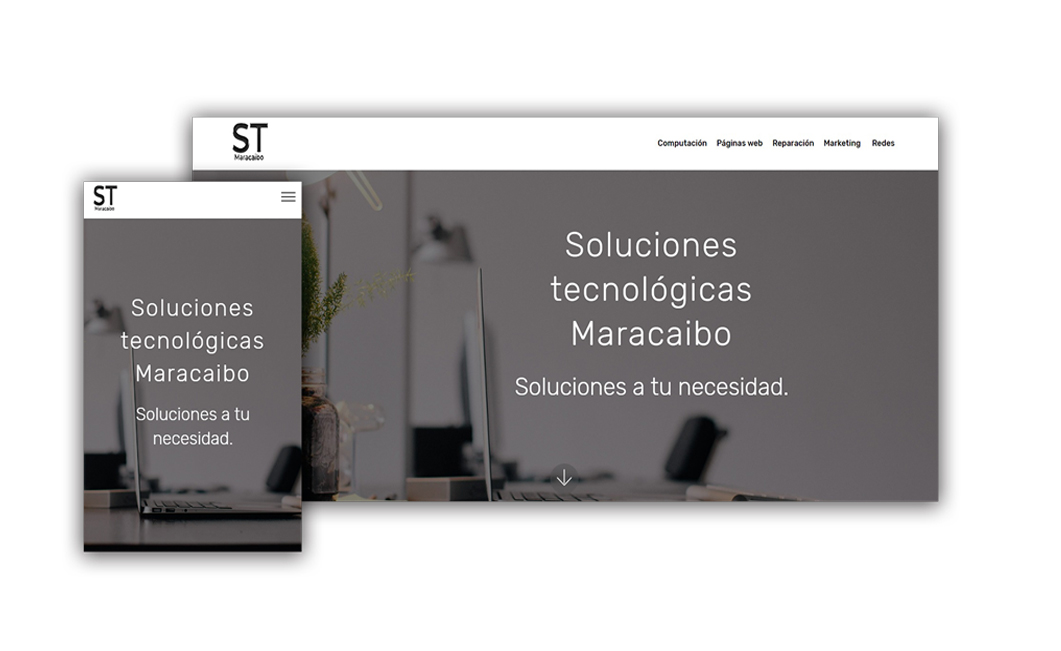 ST
Maracaibo
Computación Páginas web Reparación Marketing Redes
Soluciones
tecnológicas
Maracaibo
Soluciones a tu necesidad.
ST
Maracaibo
Soluciones
tecnológicas
Maracaibo
Soluciones a tu
necesidad.